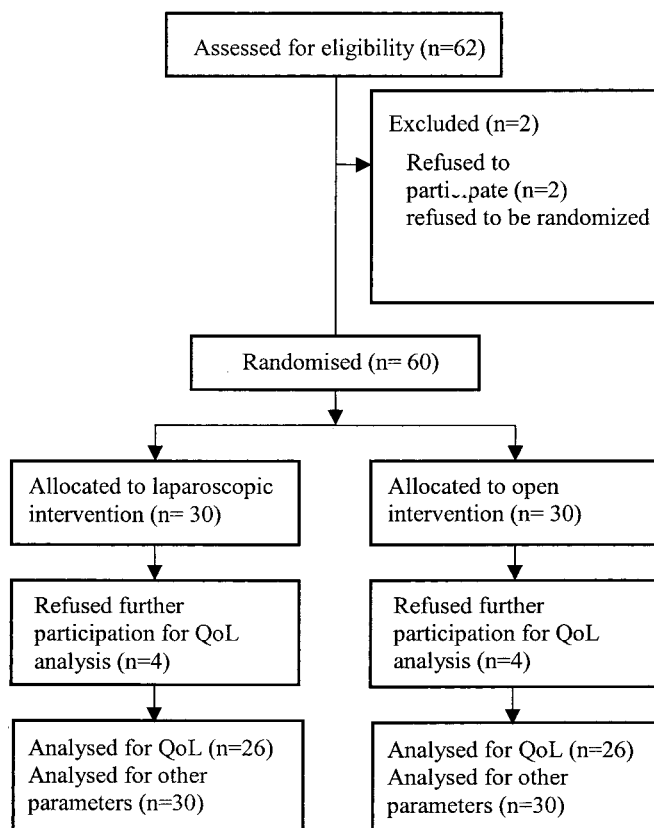 Assessed for eligibility (n=62)
Excluded (n=2)
Refused to
(n=2)
refused to be randomized
Randomised (n= 60)
Allocated to laparoscopic
intervention (n= 30)
Allocated to open
intervention (n= 30)
Refused further
participation for QoL
analysis (n=4)
Refused further
participation for QoL
analysis (n=4)
Analysed for QoL (n=26)
Analysed for other
parameters (n=30)
Analysed for QoL (n=26)
Analysed for other
parameters (n=30)